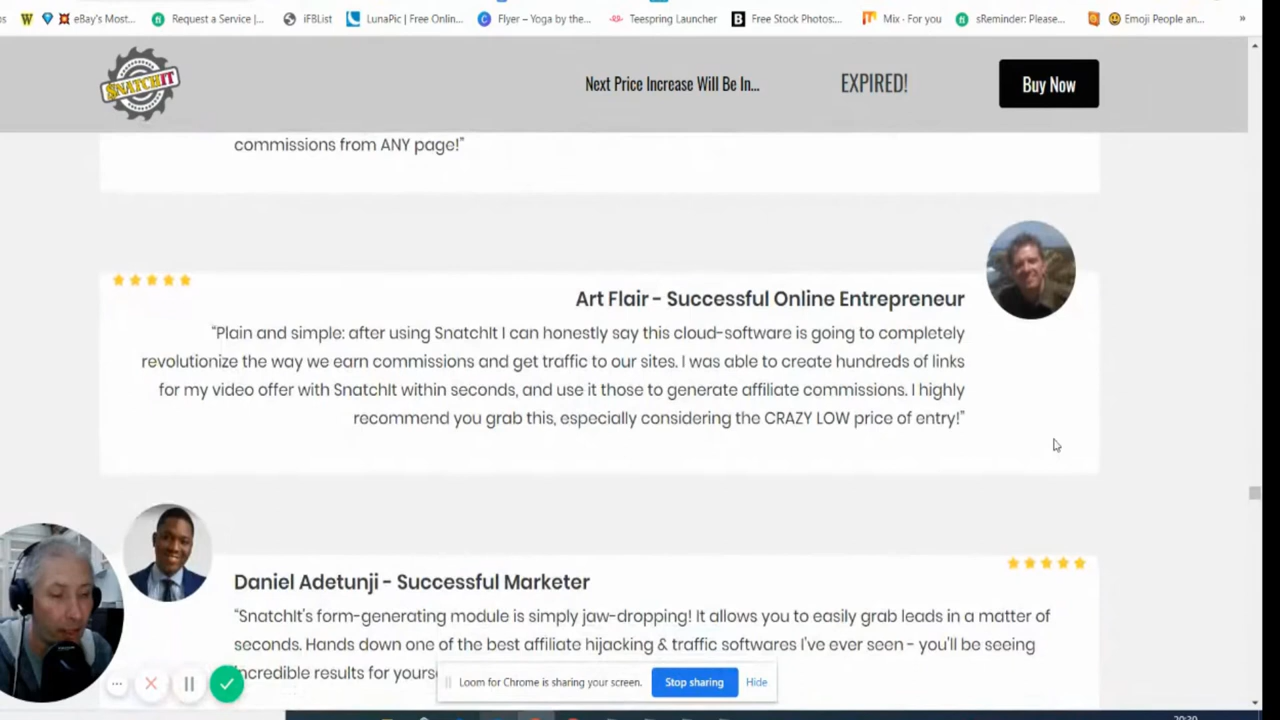 eBay's Most...
Request a Service |...
iFBList
LunaPic | Free Onlin...
Flyer – Yoga by the...
Teespring Launcher
Free Stock Photos:...
Mix · For you
sReminder: Please...
Emoji People an...
»
SNATCHIT
Next Price Increase Will Be In...
EXPIRED!
Buy Now
commissions from ANY page!”
Art Flair - Successful Online Entrepreneur
“Plain and simple: after using SnatchIt I can honestly say this cloud-software is going to completely
revolutionize the way we earn commissions and get traffic to our sites. I was able to create hundreds of links
for my video offer with SnatchIt within seconds, and use it those to generate affiliate commissions. I highly
recommend you grab this, especially considering the CRAZY LOW price of entry!”
Daniel Adetunji - Successful Marketer
“SnatchIt's form-generating module is simply jaw-dropping! It allows you to easily grab leads in a matter of
seconds. Hands down one of the best affiliate hijacking & traffic softwares I've ever seen - you'll be seeing
incredible results for yours
Loom for Chrome is sharing your screen.
Stop sharing
Hide